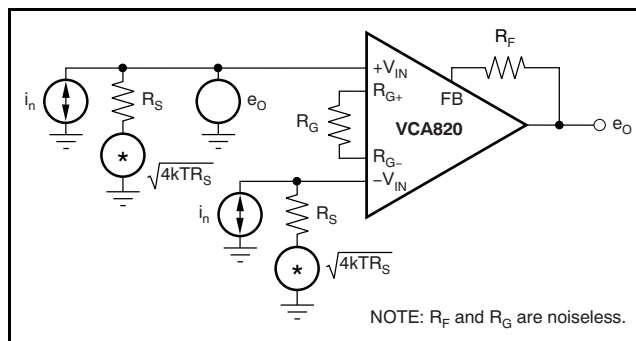 R_F
+V_IN
i_n
R_S
e_O
R_G+
FB
R_G
VCA820
e_O
R_G−
* √4kTR_S
−V_IN
i_n
R_S
* √4kTR_S
NOTE: R_F and R_G are noiseless.